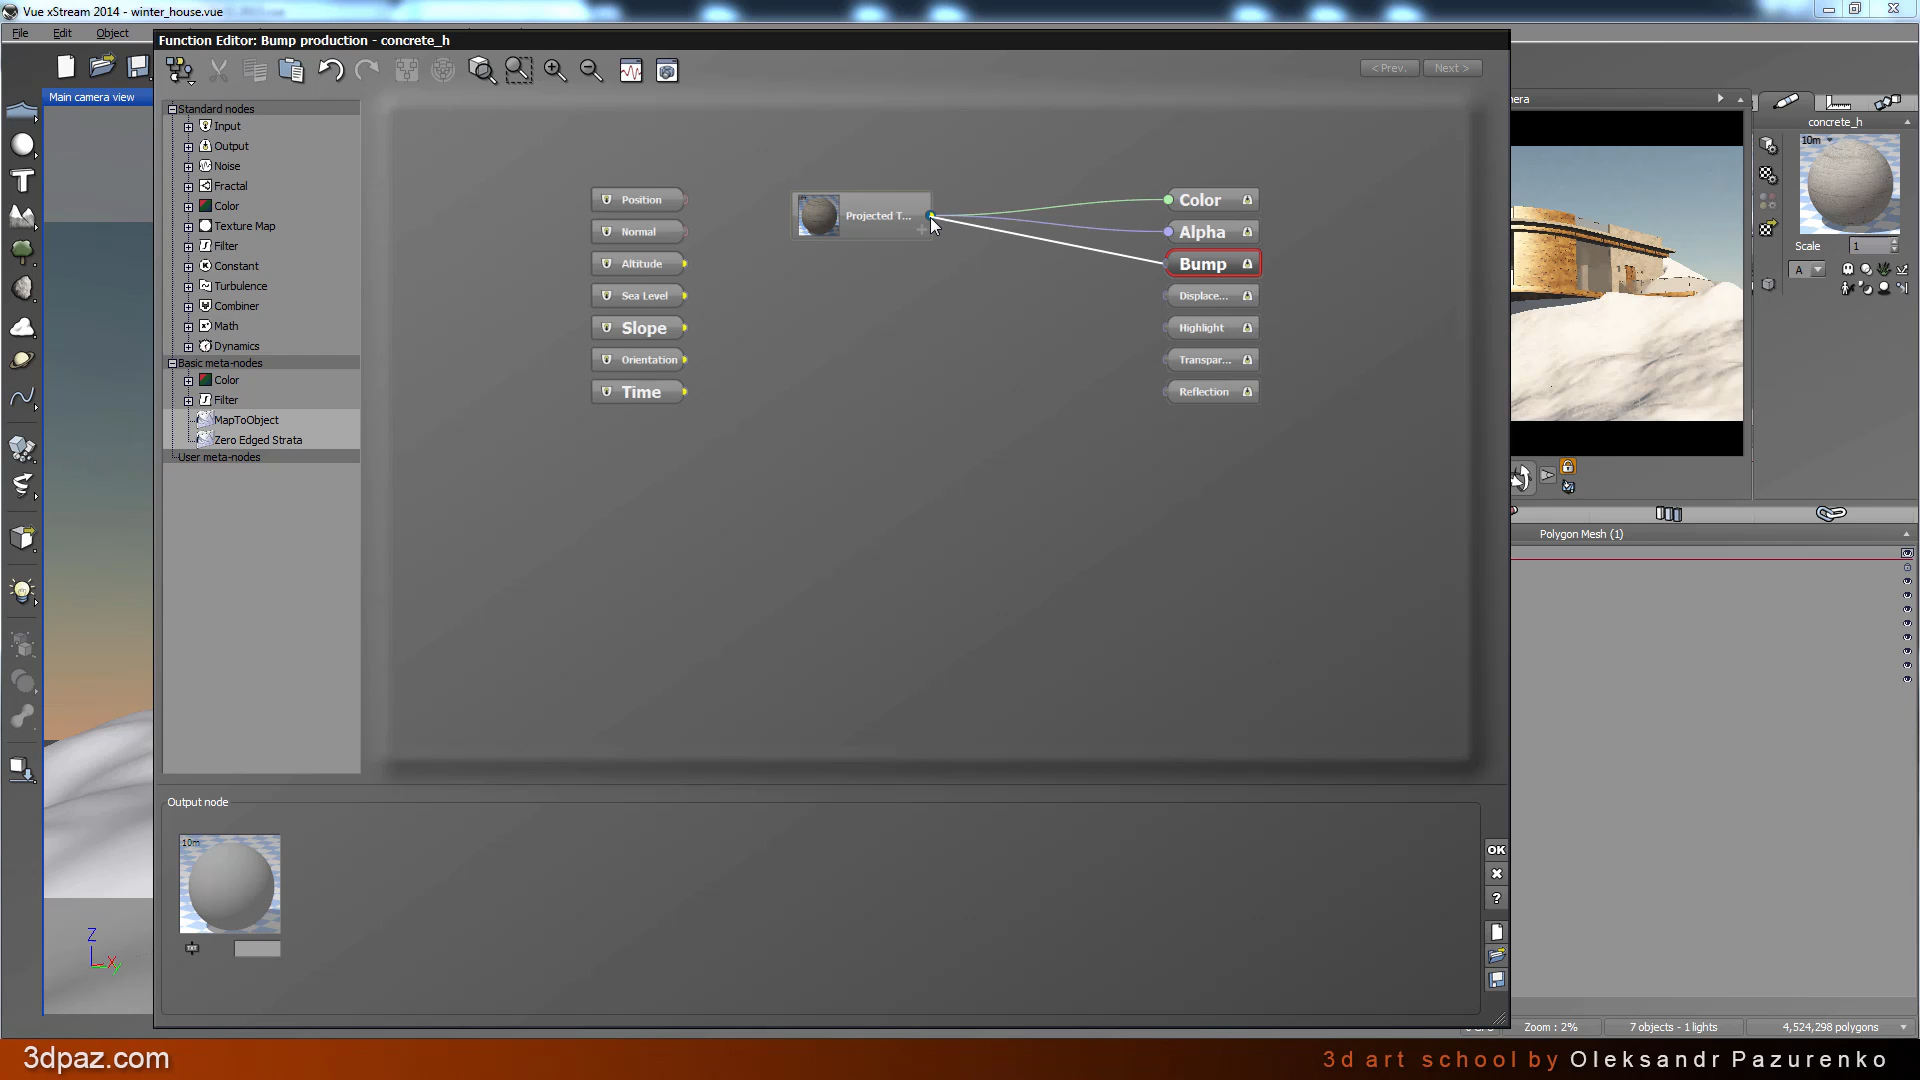 Vue xStream 2014 - winter_house.vue
File Edit Object
Function Editor: Bump production - concrete_h
< Prev. Next >
Main camera view
Standard nodes
Input
Output
Noise
Fractal
Color
Texture Map
Filter
Constant
Turbulence
Combiner
Math
Dynamics
Basic meta-nodes
Color
Filter
MapToObject
Zero Edged Strata
User meta-nodes
Position
Normal
Altitude
Sea Level
Slope
Orientation
Time
Projected T...
Color
Alpha
Bump
Displace...
Highlight
Transpar...
Reflection
concrete_h
10m
Scale 1
A
Polygon Mesh (1)
Output node
10m
OK
?
Z
X
Y
Zoom : 2% 7 objects - 1 lights 4,524,298 polygons
3dpaz.com
3d art school by Oleksandr Pazurenko